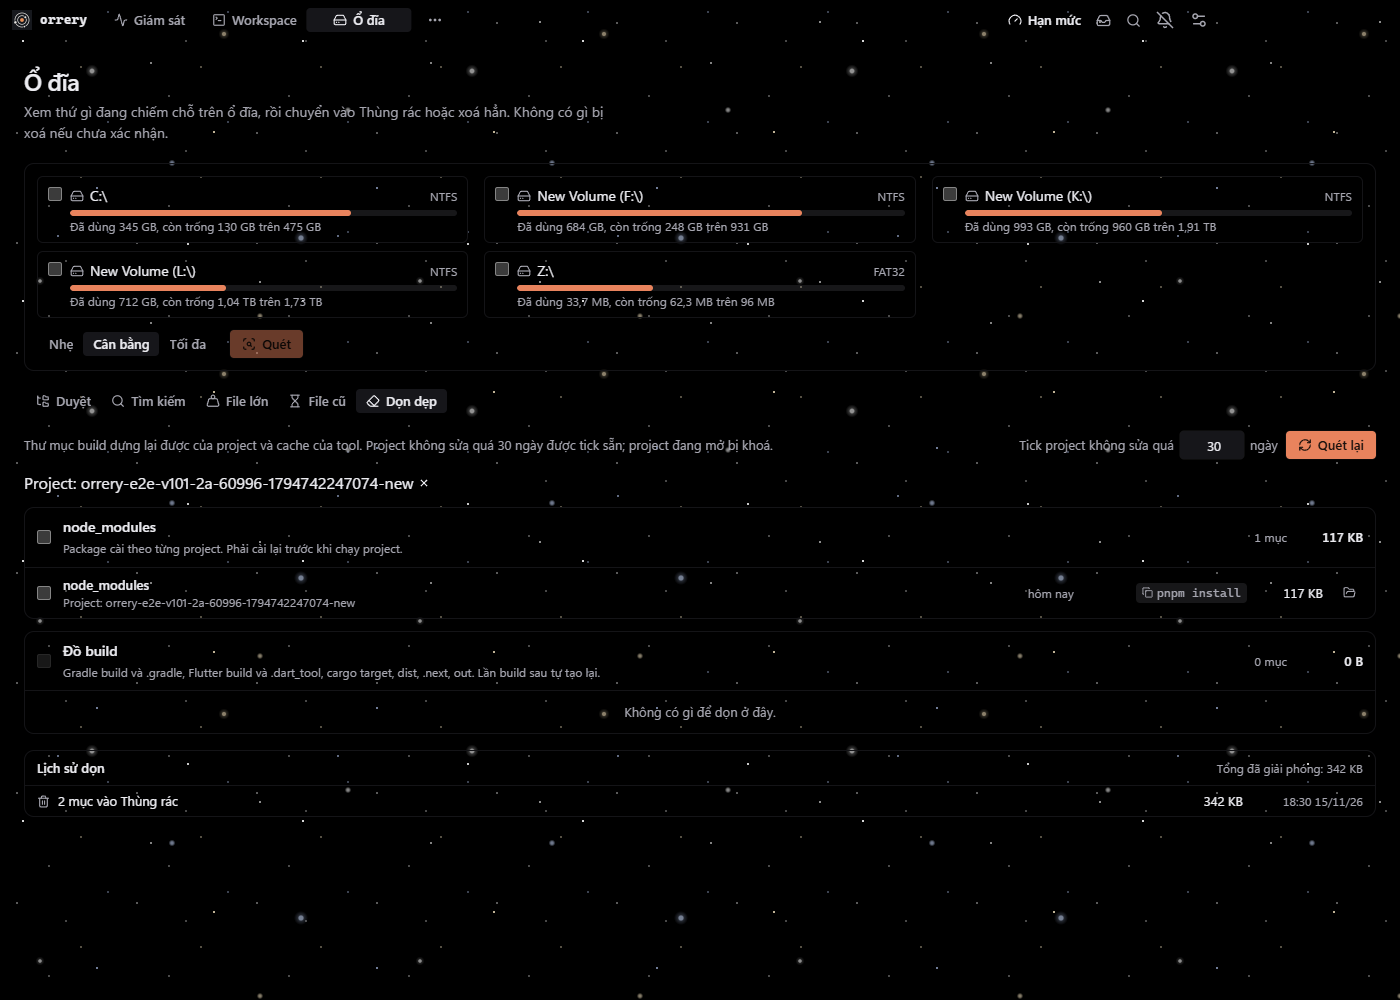 orrery
Giám sát
Workspace
Ổ đĩa
Hạn mức
Ổ đĩa
Xem thứ gì đang chiếm chỗ trên ổ đĩa, rồi chuyển vào Thùng rác hoặc xoá hẳn. Không có gì bị
xoá nếu chưa xác nhận.
C:\ NTFS
Đã dùng 345 GB, còn trống 130 GB trên 475 GB
New Volume (F:\) NTFS
Đã dùng 684 GB, còn trống 248 GB trên 931 GB
New Volume (K:\) NTFS
Đã dùng 993 GB, còn trống 960 GB trên 1,91 TB
New Volume (L:\) NTFS
Đã dùng 712 GB, còn trống 1,04 TB trên 1,73 TB
Z:\ FAT32
Đã dùng 33,7 MB, còn trống 62,3 MB trên 96 MB
Nhẹ
Cân bằng
Tối đa
Quét
Duyệt
Tìm kiếm
File lớn
File cũ
Dọn dẹp
Thư mục build dựng lại được của project và cache của tool. Project không sửa quá 30 ngày được tick sẵn; project đang mở bị khoá.
Tick project không sửa quá 30 ngày
Quét lại
Project: orrery-e2e-v101-2a-60996-1794742247074-new ×
node_modules
Package cài theo từng project. Phải cài lại trước khi chạy project.
1 mục 117 KB
node_modules
Project: orrery-e2e-v101-2a-60996-1794742247074-new
hôm nay pnpm install 117 KB
Đồ build
Gradle build và .gradle, Flutter build và .dart_tool, cargo target, dist, .next, out. Lần build sau tự tạo lại.
0 mục 0 B
Không có gì để dọn ở đây.
Lịch sử dọn
Tổng đã giải phóng: 342 KB
2 mục vào Thùng rác
342 KB 18:30 15/11/26